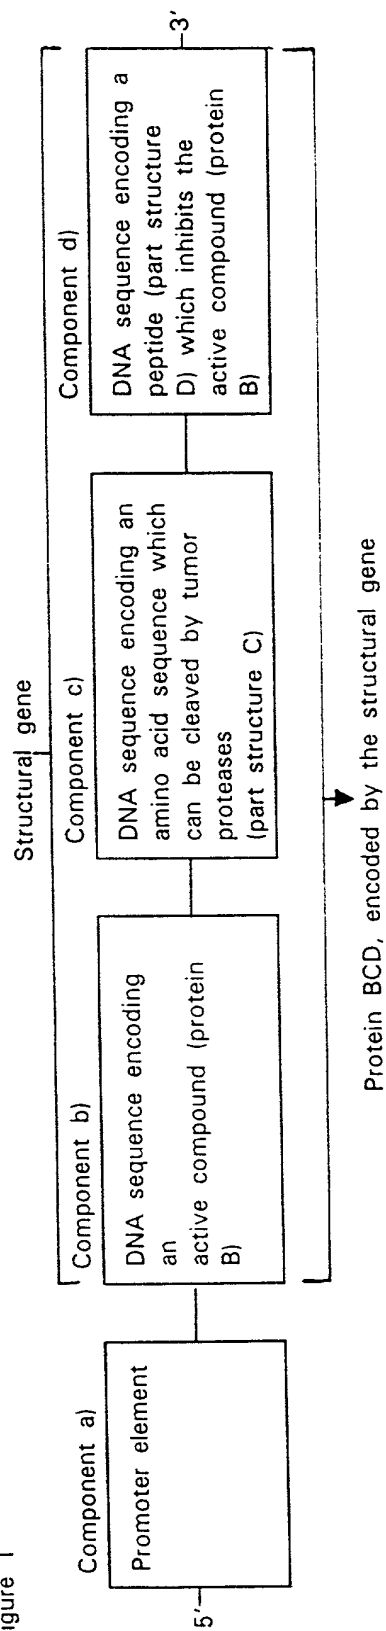 igure 1
Structural gene
Component a)
Component b)
Component c)
Component d)
5'
Promoter element
DNA sequence encoding
an
active compound (protein
B)
DNA sequence encoding an
amino acid sequence which
can be cleaved by tumor
proteases
(part structure C)
DNA sequence encoding a
peptide (part structure
D) which inhibits the
active compound (protein
B)
3'
Protein BCD, encoded by the structural gene